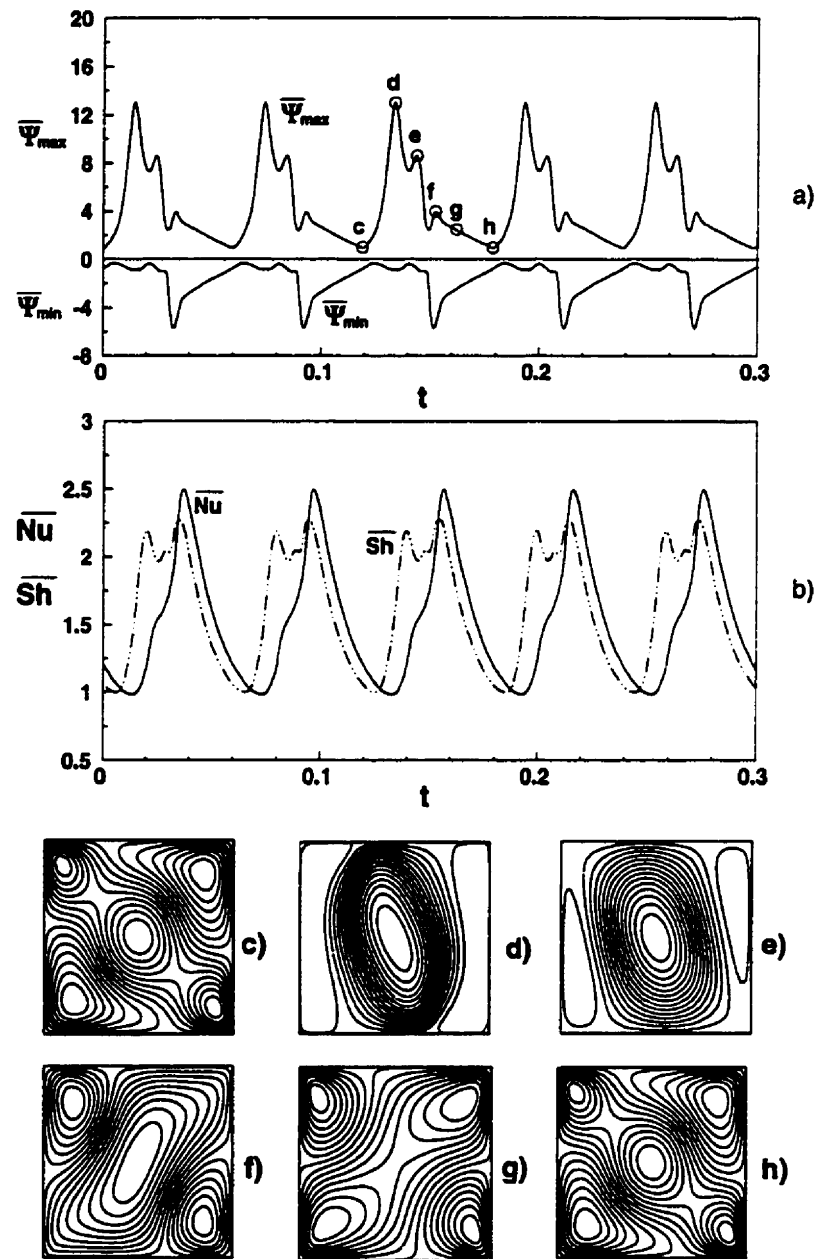 20
16
12
8
4
0
-4
-8
Ψmax
Ψmin
Ψmax
Ψmin
c
d
e
f
g
h
a)
0
0.1
0.2
0.3
t
3
2.5
2
1.5
1
0.5
Nu
Sh
Nu
Sh
b)
0
0.1
0.2
0.3
t
c)
d)
e)
f)
g)
h)